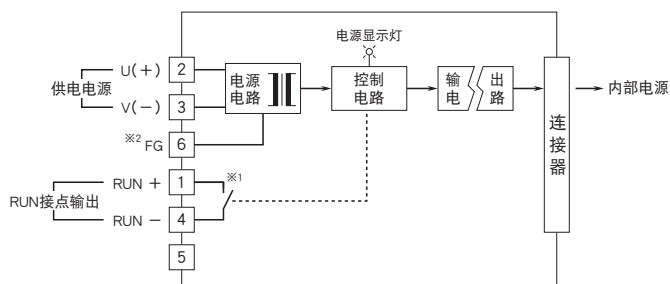 电源显示灯
供电电源
U(+)
2
V(−)
3
※2 FG
6
电源
电路
控制
电路
输 出
电 路
连接器
内部电源
RUN接点输出
RUN +
1
※1
RUN −
4
5